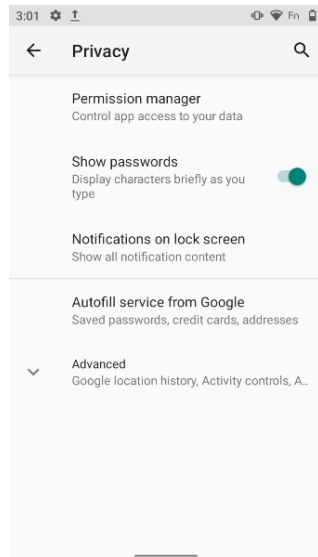 3:01 Fn
Privacy
Permission manager
Control app access to your data
Show passwords
Display characters briefly as you
type
Notifications on lock screen
Show all notification content
Autofill service from Google
Saved passwords, credit cards, addresses
Advanced
Google location history, Activity controls, A..